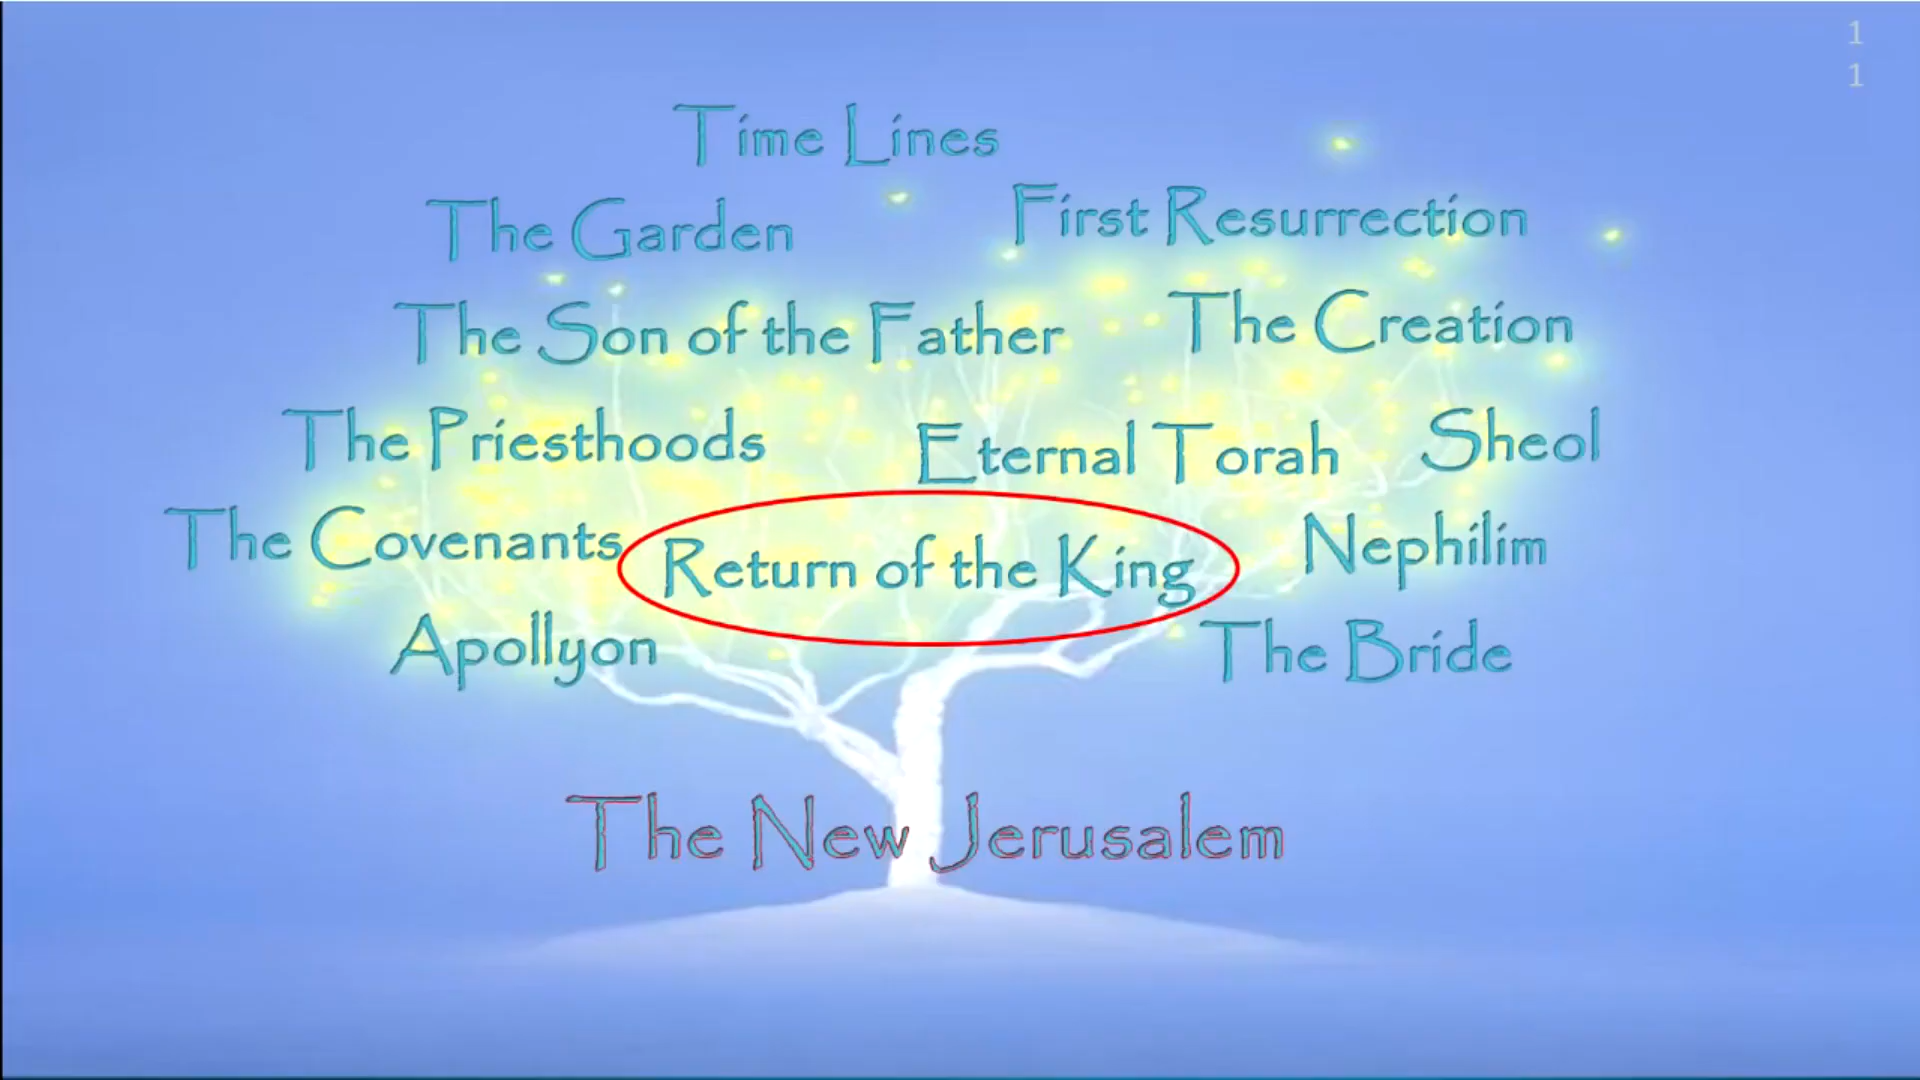 1
1
Time Lines
The Garden
First Resurrection
The Son of the Father
The Creation
The Priesthoods
Eternal Torah
Sheol
The Covenants
Return of the King
Nephilim
Apollyon
The Bride
The New Jerusalem